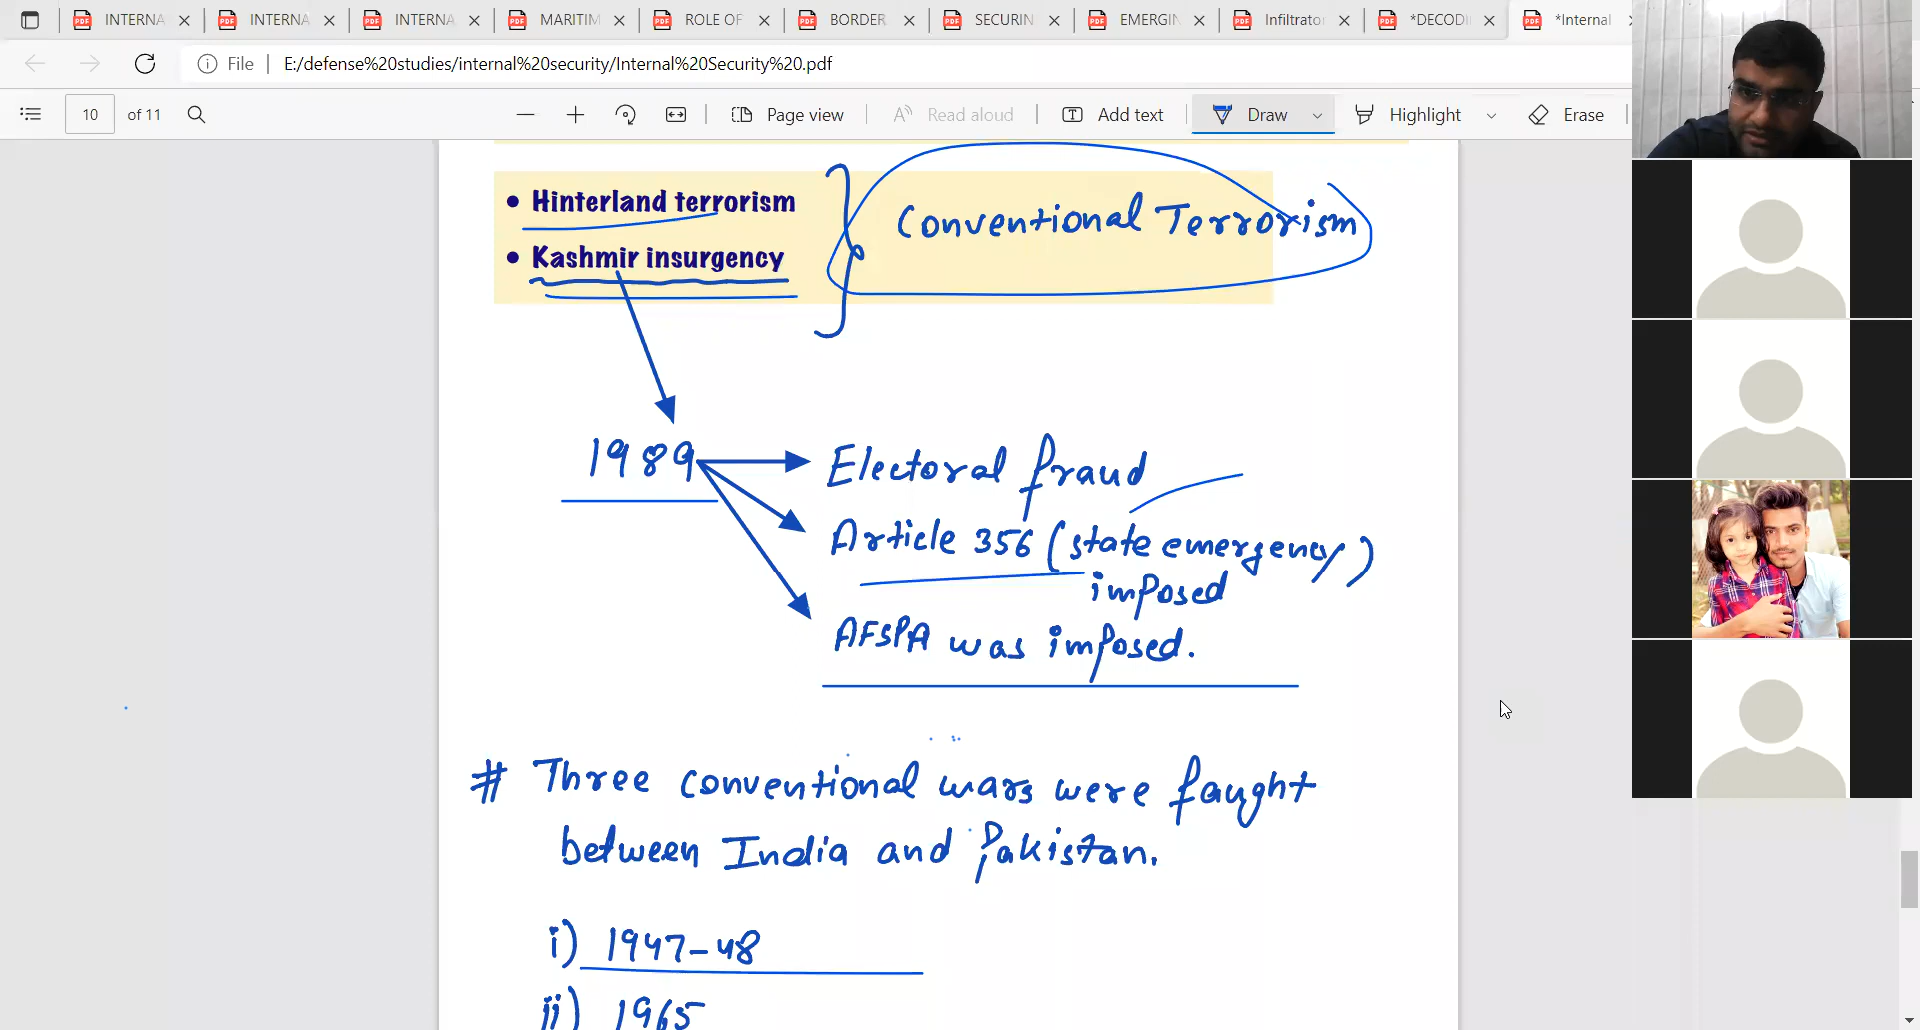 INTERNA
INTERNA
INTERNA
MARITIM
ROLE OF
BORDER
SECURIN
EMERGIN
Infiltrato
*DECODI
*Internal
File
E:/defense%20studies/internal%20security/Internal%20Security%20.pdf
10
of 11
Page view
Read aloud
Add text
Draw
Highlight
Erase
• Hinterland terrorism
• Kashmir insurgency
Conventional Terrorism
1989
Electoral fraud
Article 356 (state emergency)
imposed
AFSPA was imposed.
# Three conventional wars were faught
between India and Pakistan.
i) 1947-48
ii) 1965